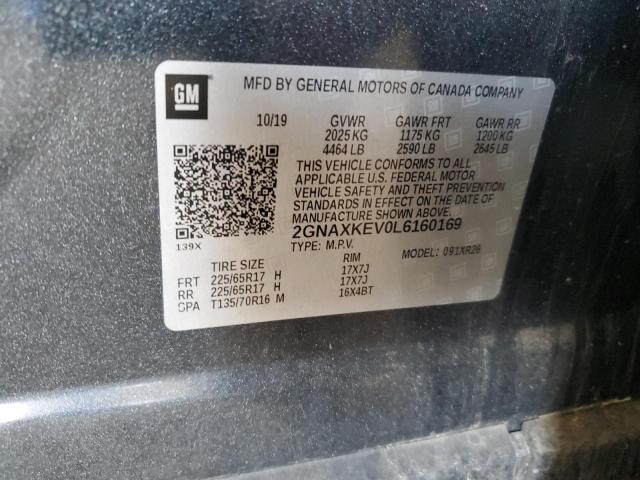 GM
MFD BY GENERAL MOTORS OF CANADA COMPANY
10/19 GVWR GAWR FRT GAWR RR
2025 KG 1175 KG 1200 KG
4464 LB 2590 LB 2645 LB
THIS VEHICLE CONFORMS TO ALL
APPLICABLE U.S. FEDERAL MOTOR
VEHICLE SAFETY AND THEFT PREVENTION
STANDARDS IN EFFECT ON THE DATE OF
MANUFACTURE SHOWN ABOVE.
2GNAXKEV0L6160169
139X TYPE: M.P.V. MODEL: 091XR26
TIRE SIZE RIM
FRT 225/65R17 H 17X7J
RR 225/65R17 H 17X7J
SPA T135/70R16 M 16X4BT